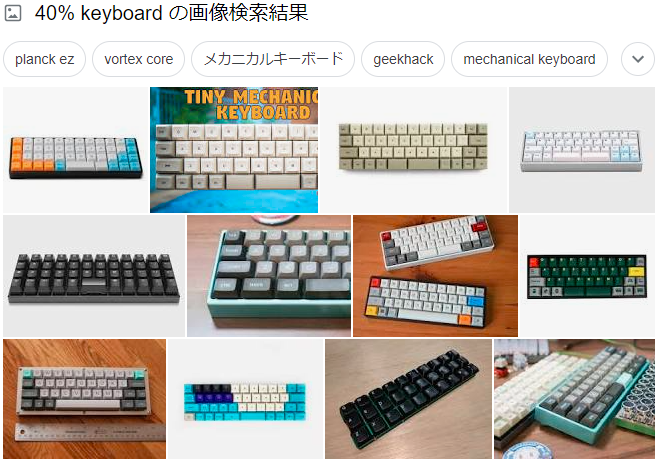 40% keyboard の画像検索結果
planck ez
vortex core
メカニカルキーボード
geekhack
mechanical keyboard
TINY MECHANIC
KEYBOARD